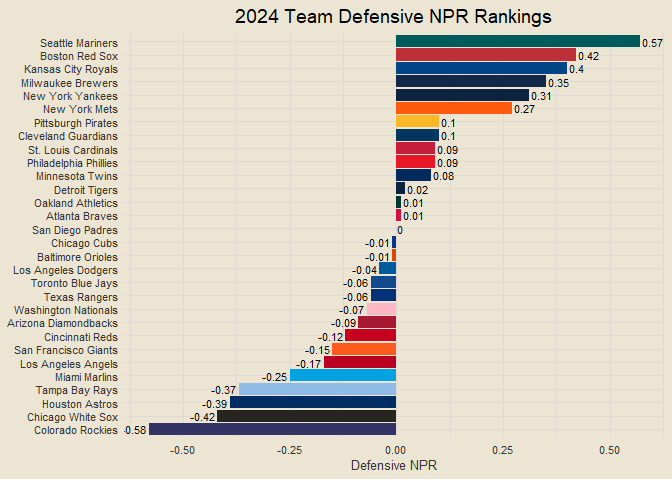 2024 Team Defensive NPR Rankings
Seattle Mariners 0.57
Boston Red Sox 0.42
Kansas City Royals 0.4
Milwaukee Brewers 0.35
New York Yankees 0.31
New York Mets 0.27
Pittsburgh Pirates 0.1
Cleveland Guardians 0.1
St. Louis Cardinals 0.09
Philadelphia Phillies 0.09
Minnesota Twins 0.08
Detroit Tigers 0.02
Oakland Athletics 0.01
Atlanta Braves 0.01
San Diego Padres 0
Chicago Cubs -0.01
Baltimore Orioles -0.01
Los Angeles Dodgers -0.04
Toronto Blue Jays -0.06
Texas Rangers -0.06
Washington Nationals -0.07
Arizona Diamondbacks -0.09
Cincinnati Reds -0.12
San Francisco Giants -0.15
Los Angeles Angels -0.17
Miami Marlins -0.25
Tampa Bay Rays -0.37
Houston Astros -0.39
Chicago White Sox -0.42
Colorado Rockies -0.58
-0.50 -0.25 0.00 0.25 0.50
Defensive NPR